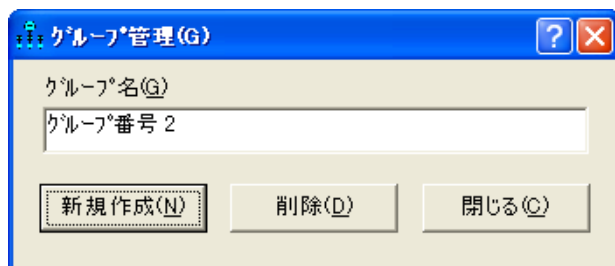 ｸﾞﾙｰﾌﾟ管理(G)
ｸﾞﾙｰﾌﾟ名(G)
ｸﾞﾙｰﾌﾟ番号 2
新規作成(N)
削除(D)
閉じる(C)